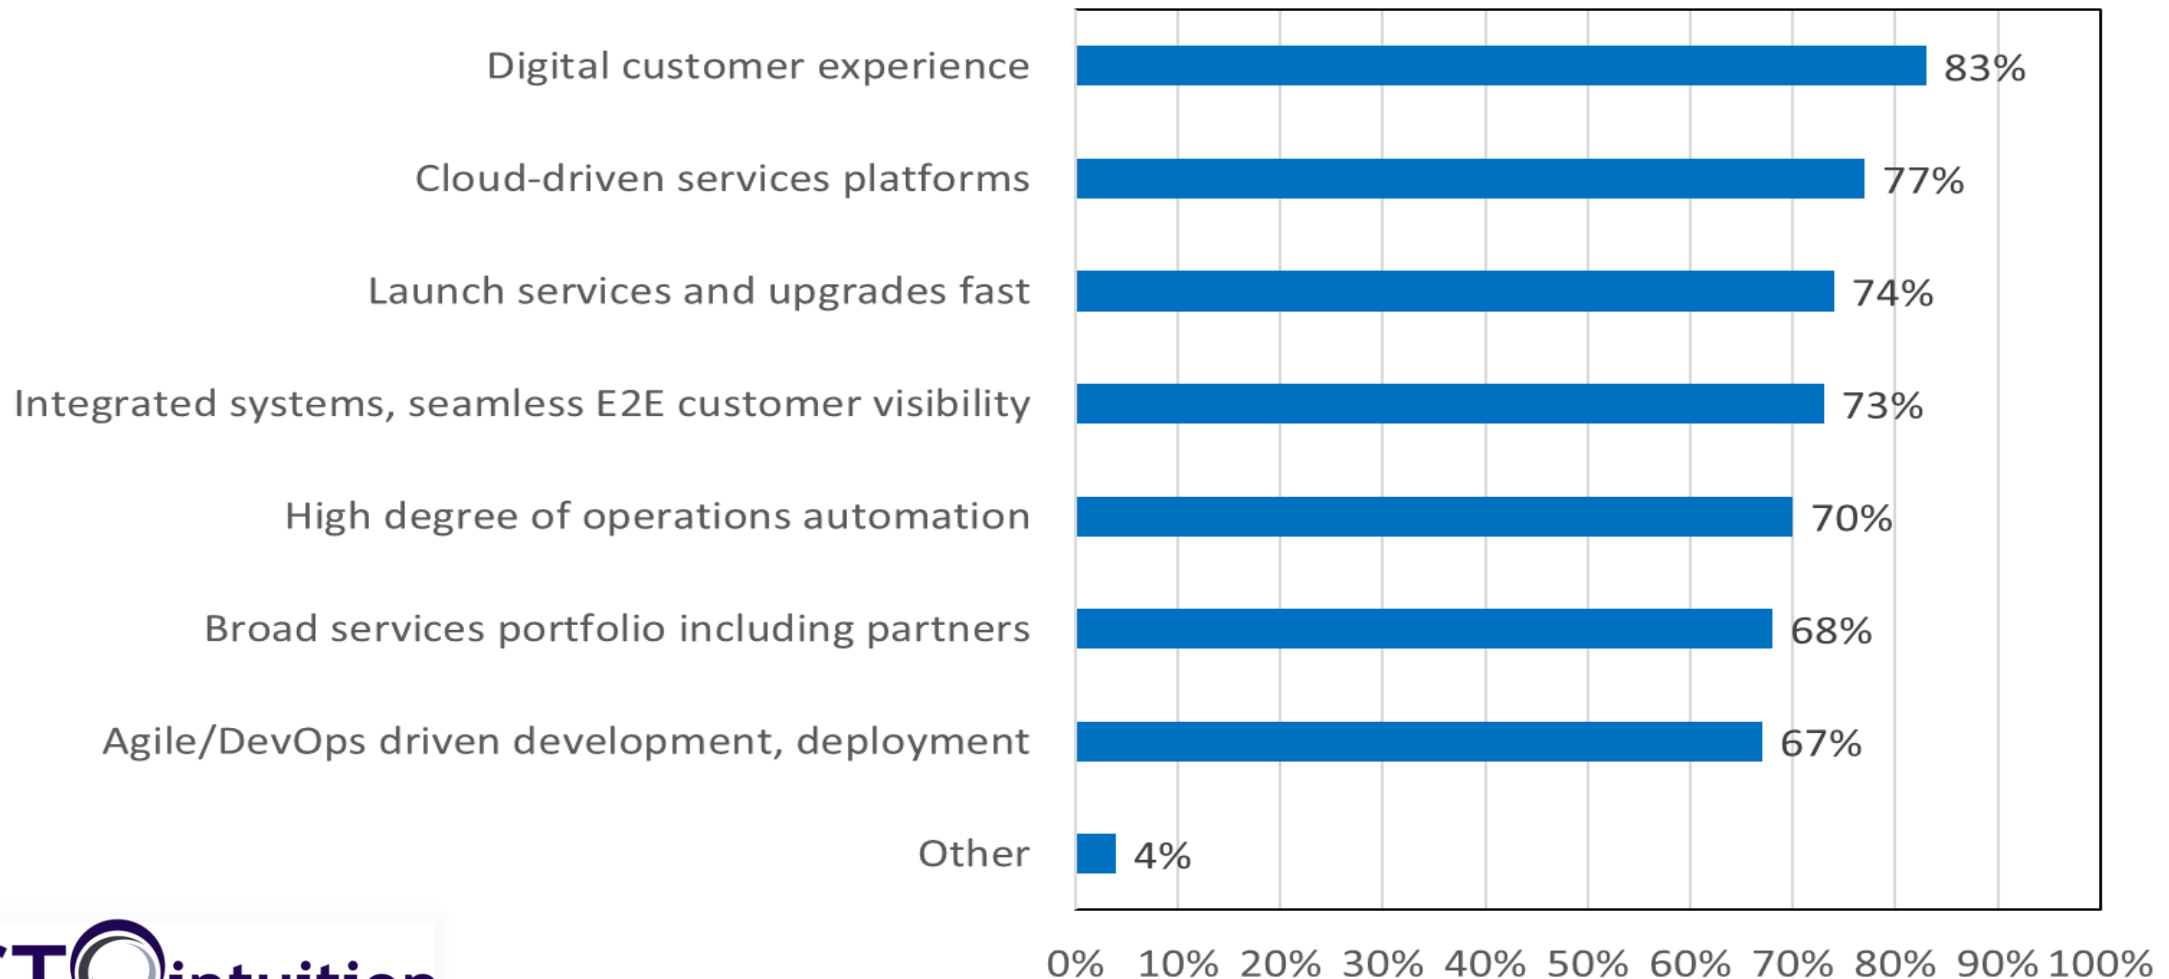 Digital customer experience 83%
Cloud-driven services platforms 77%
Launch services and upgrades fast 74%
Integrated systems, seamless E2E customer visibility 73%
High degree of operations automation 70%
Broad services portfolio including partners 68%
Agile/DevOps driven development, deployment 67%
Other 4%
0% 10% 20% 30% 40% 50% 60% 70% 80% 90% 100%
intuition